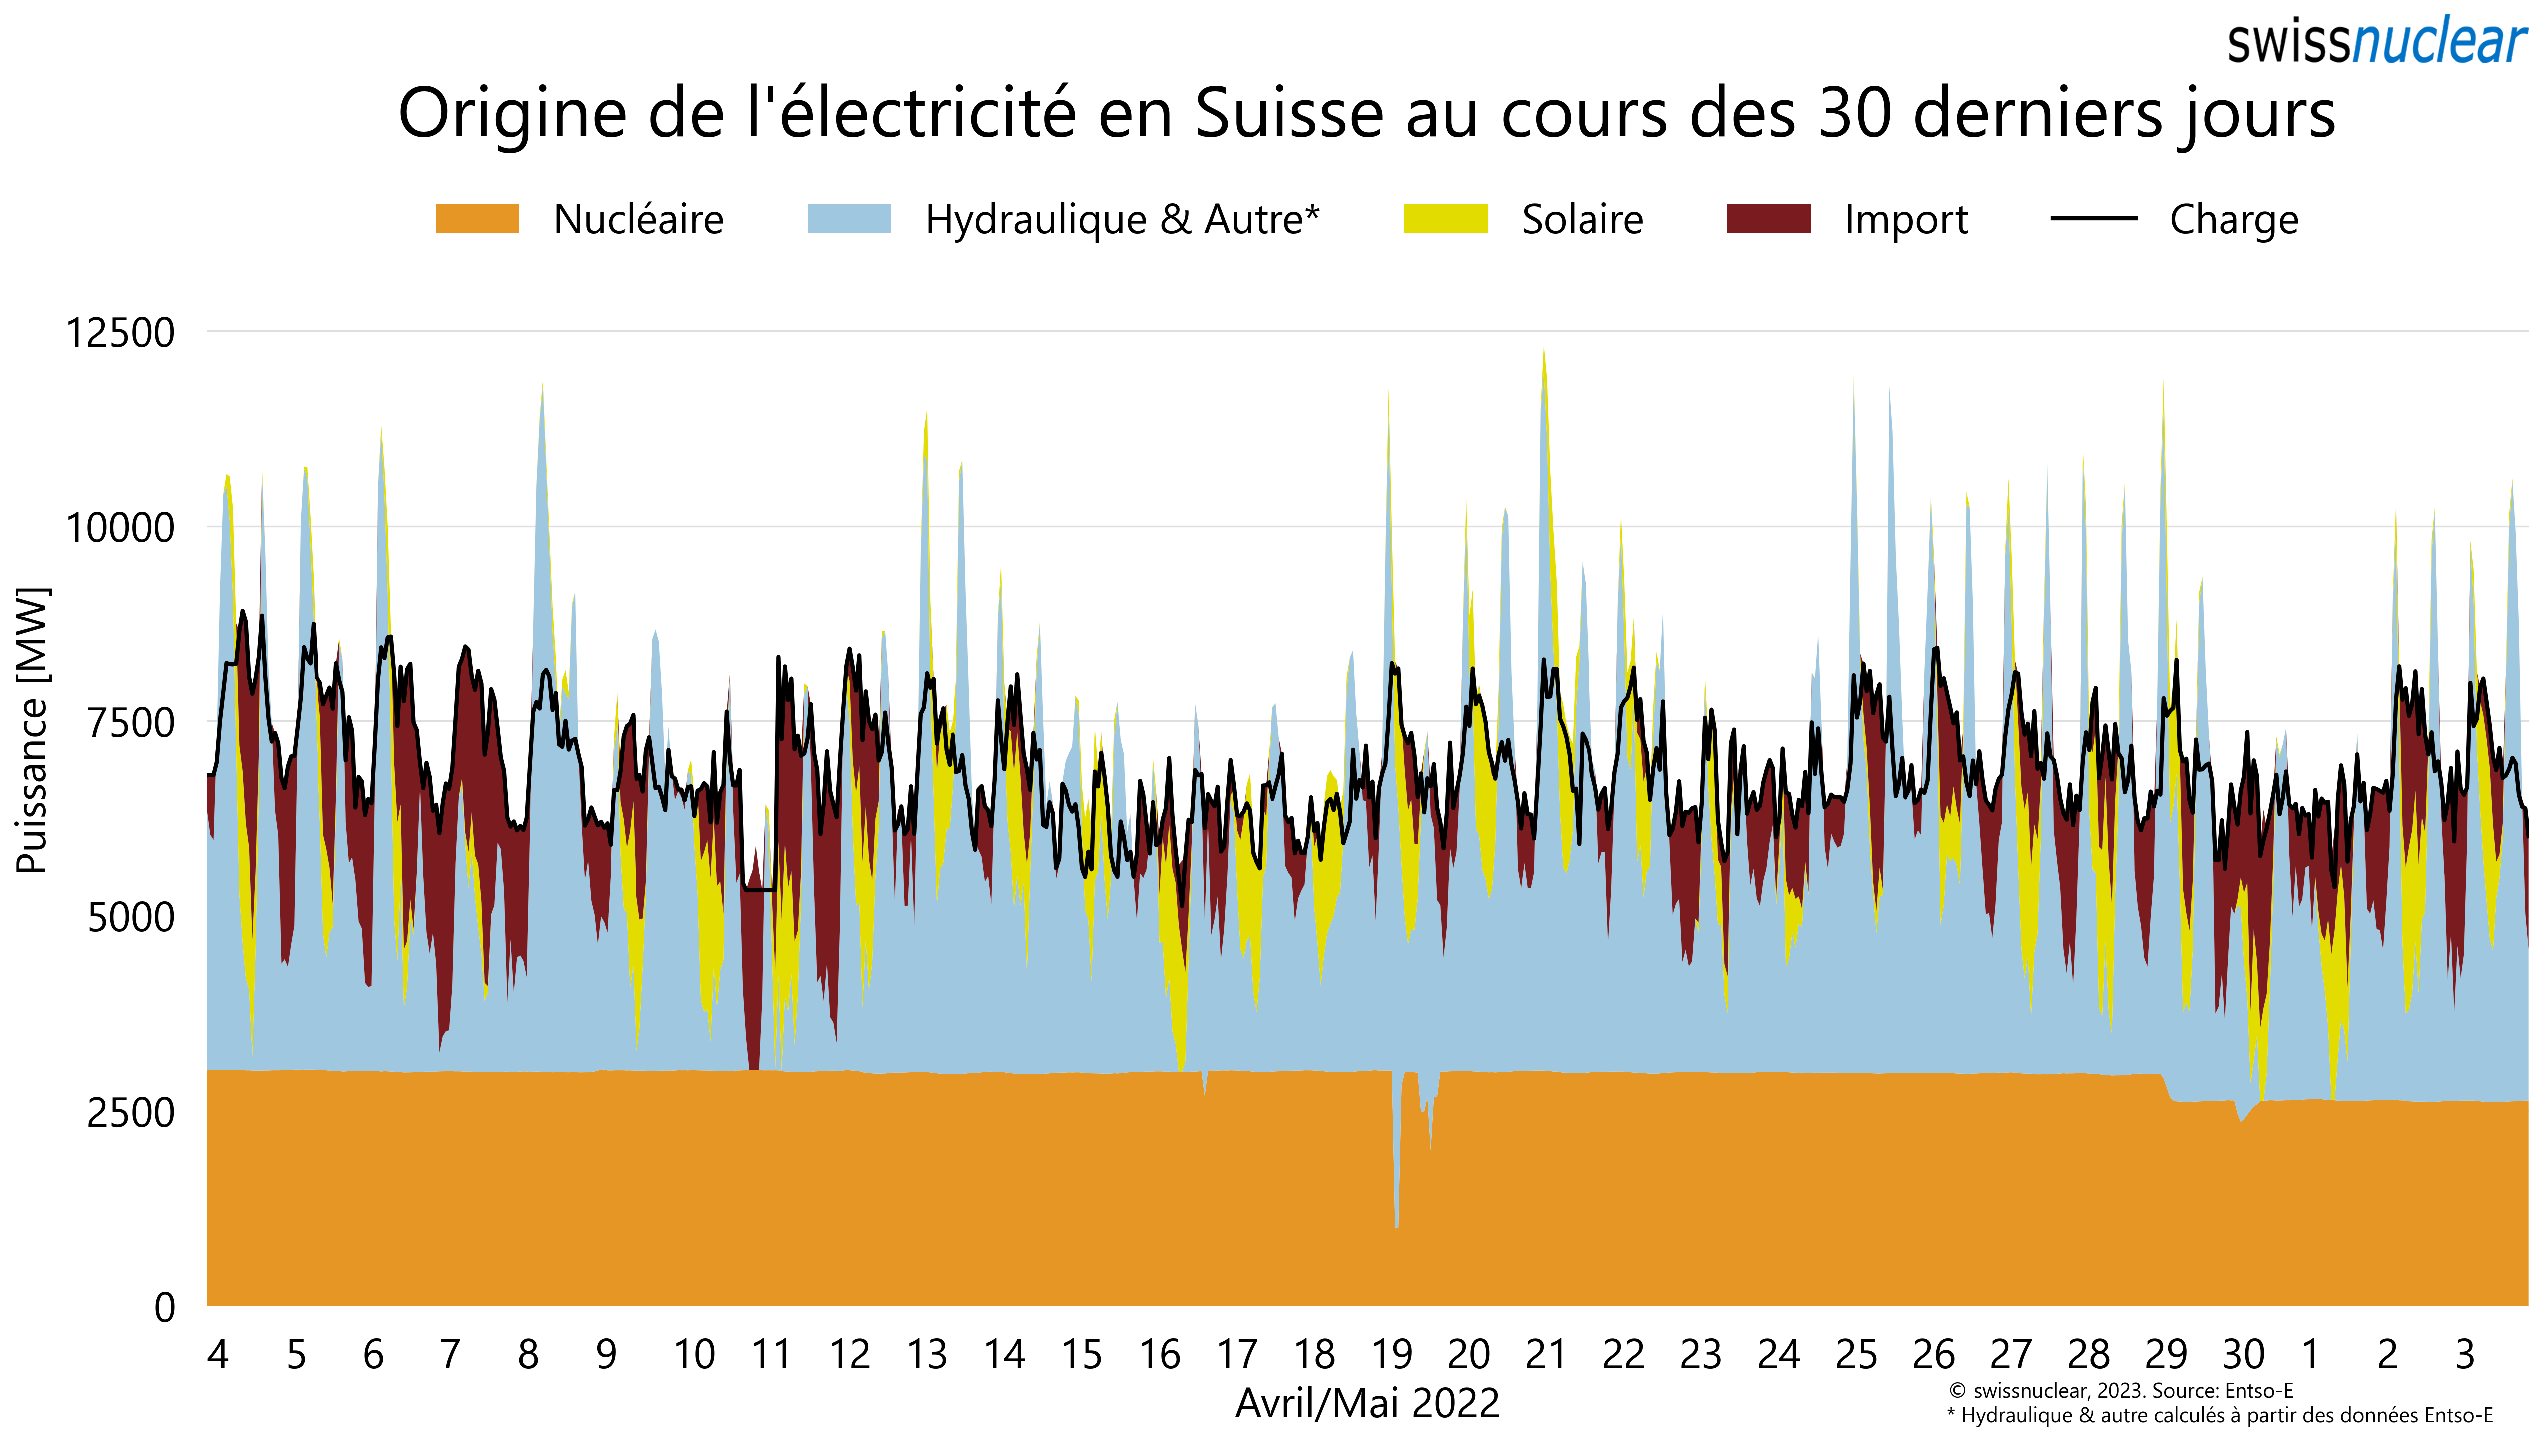 swissnuclear
Origine de l'électricité en Suisse au cours des 30 derniers jours
Nucléaire Hydraulique & Autre* Solaire Import Charge
12500
10000
7500
5000
2500
0
Puissance [MW]
4 5 6 7 8 9 10 11 12 13 14 15 16 17 18 19 20 21 22 23 24 25 26 27 28 29 30 1 2 3
Avril/Mai 2022
© swissnuclear, 2023. Source: Entso-E
* Hydraulique & autre calculés à partir des données Entso-E